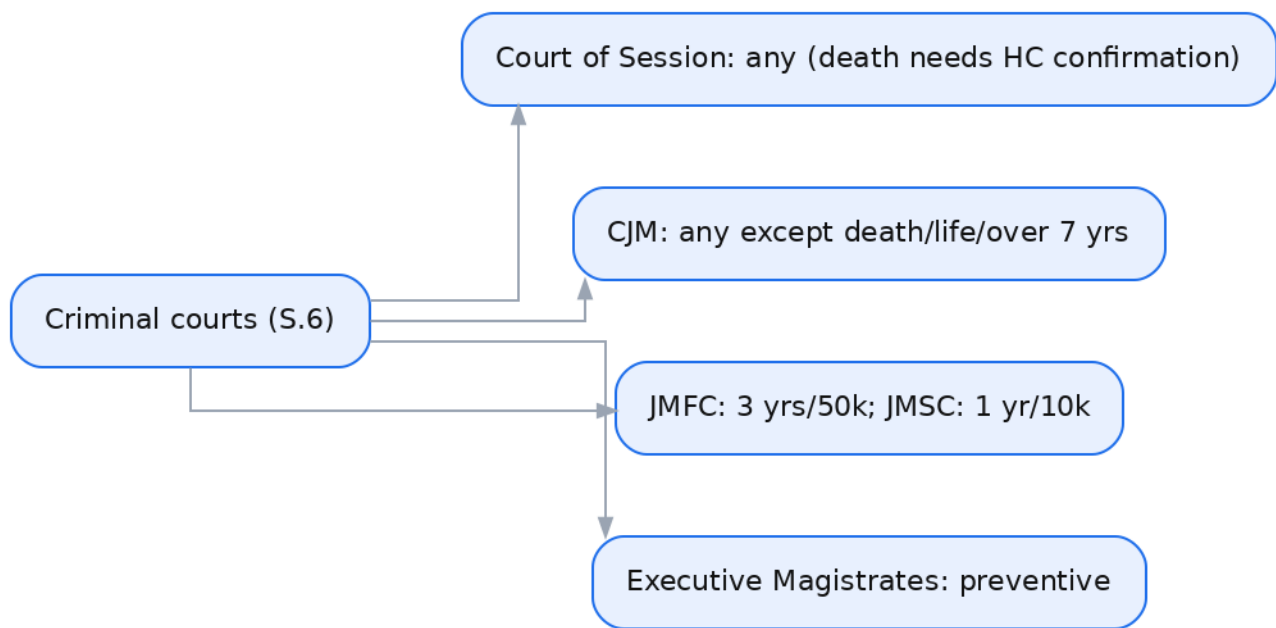 Court of Session: any (death needs HC confirmation)
CJM: any except death/life/over 7 yrs
Criminal courts (S.6)
JMFC: 3 yrs/50k; JMSC: 1 yr/10k
Executive Magistrates: preventive